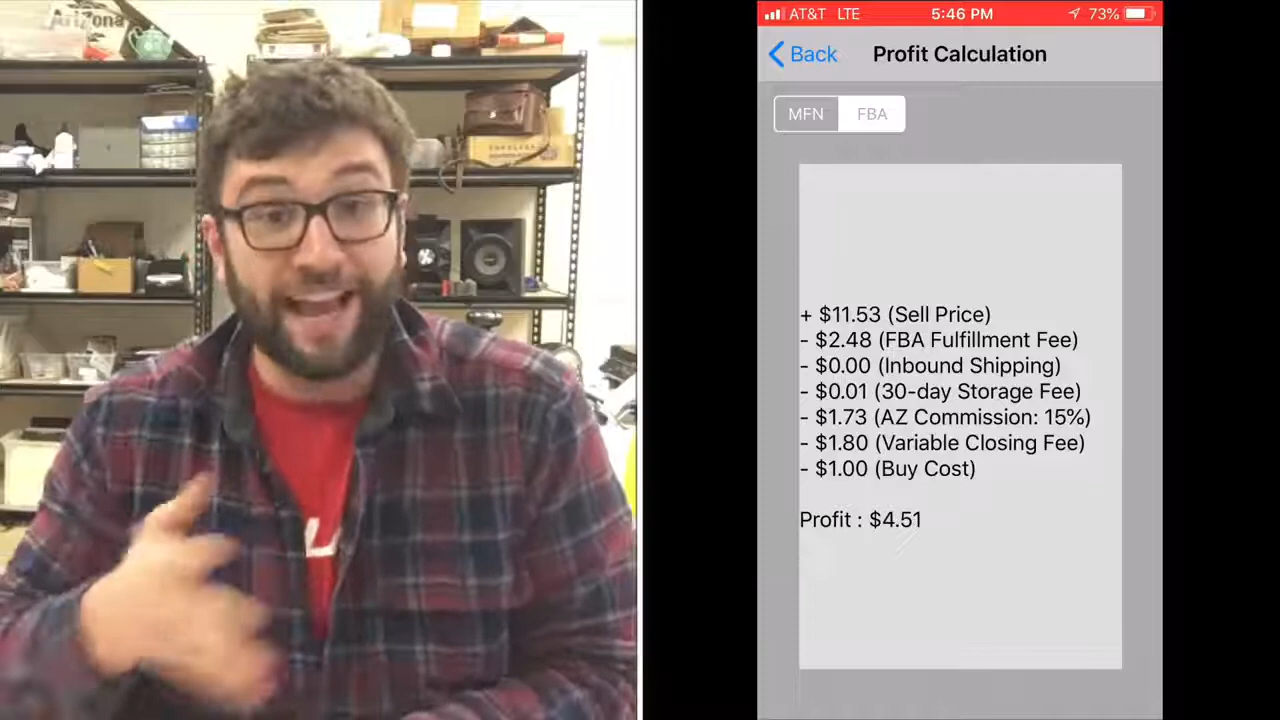 Arizona
AT&T LTE 5:46 PM 73%
Back Profit Calculation
MFN FBA
+ $11.53 (Sell Price)
- $2.48 (FBA Fulfillment Fee)
- $0.00 (Inbound Shipping)
- $0.01 (30-day Storage Fee)
- $1.73 (AZ Commission: 15%)
- $1.80 (Variable Closing Fee)
- $1.00 (Buy Cost)
Profit : $4.51